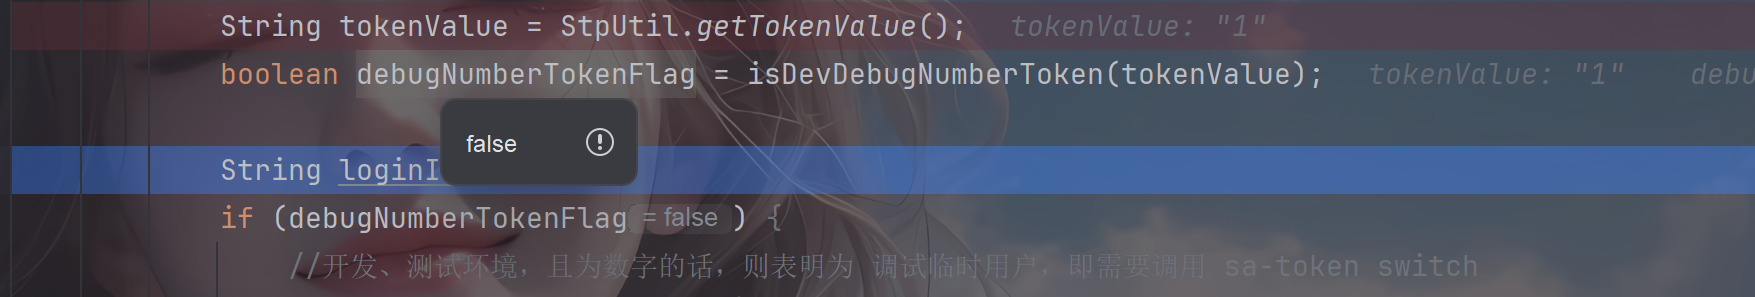 String tokenValue = StpUtil.getTokenValue();   tokenValue: "1"
boolean debugNumberTokenFlag = isDevDebugNumberToken(tokenValue);   tokenValue: "1"    debu
false
String loginI
if (debugNumberTokenFlag = false ) {
//开发、测试环境，且为数字的话，则表明为 调试临时用户，即需要调用 sa-token switch